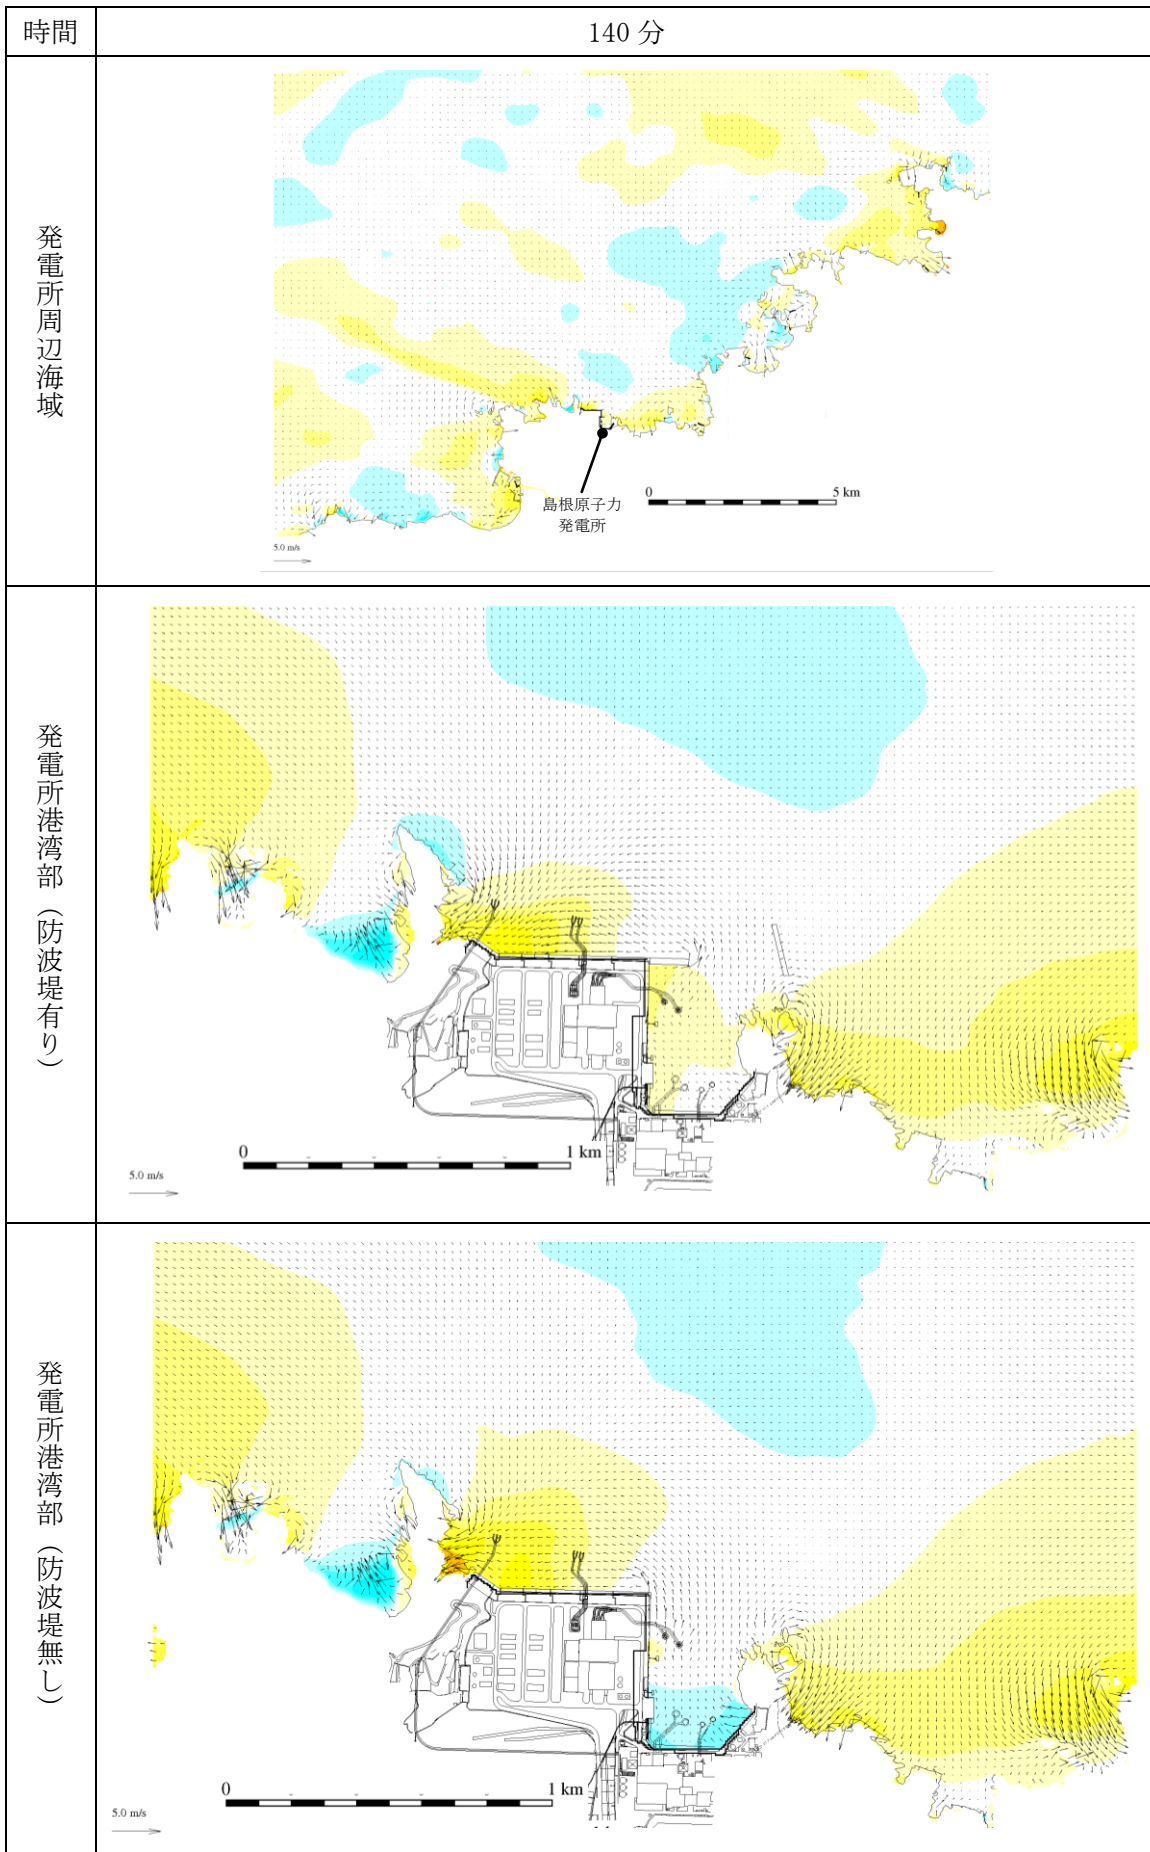 時間
140 分
発電所周辺海域
島根原子力
発電所
0
5 km
5.0 m/s
発電所港湾部（防波堤有り）
0
1 km
5.0 m/s
発電所港湾部（防波堤無し）
0
1 km
5.0 m/s